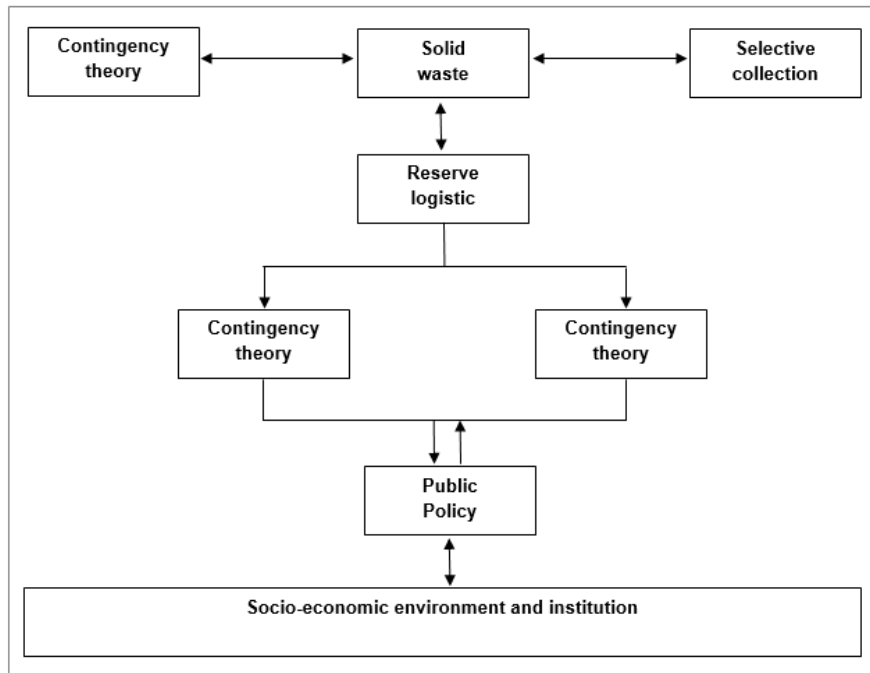 Contingency
theory
Solid
waste
Selective
collection
Reserve
logistic
Contingency
theory
Contingency
theory
Public
Policy
Socio-economic environment and institution